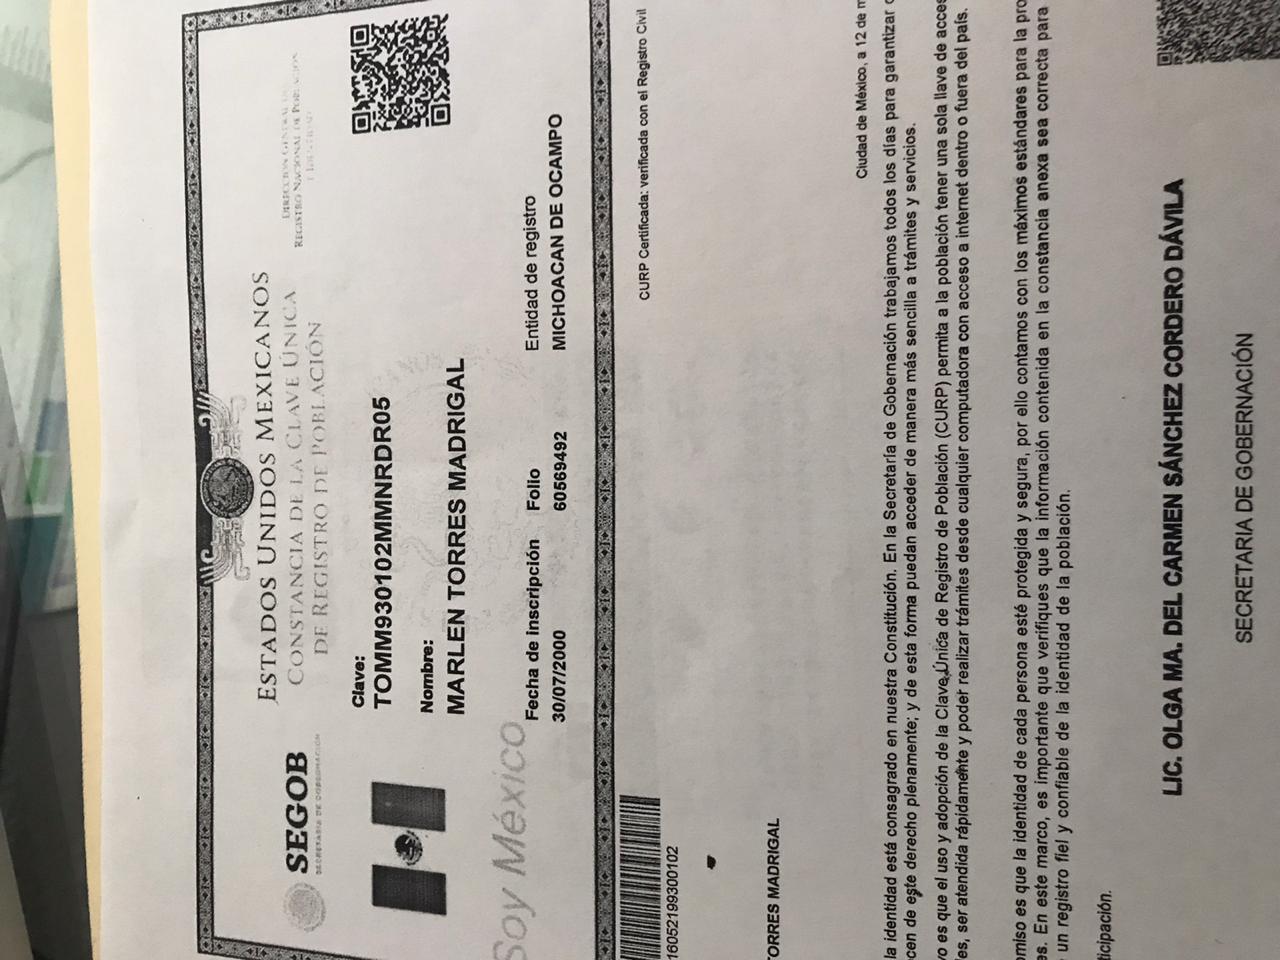 ESTADOS UNIDOS MEXICANOS
CONSTANCIA DE LA CLAVE ÚNICA
DE REGISTRO DE POBLACIÓN
SEGOB
SECRETARÍA DE GOBERNACIÓN
DIRECCIÓN GENERAL DEL
REGISTRO NACIONAL DE POBLACIÓN
E IDENTIDAD
Clave:
TOMM930102MMNRDR05
Nombre:
MARLEN TORRES MADRIGAL
Soy México
Fecha de inscripción Folio Entidad de registro
30/07/2000 60569492 MICHOACAN DE OCAMPO
16052199300102
CURP Certificada: verificada con el Registro Civil
TORRES MADRIGAL
Ciudad de México, a 12 de
la identidad está consagrado en nuestra Constitución. En la Secretaría de Gobernación trabajamos todos los días para garantizar
cen de este derecho plenamente; y de esta forma puedan acceder de manera más sencilla a trámites y servicios.
vo es que el uso y adopción de la Clave Única de Registro de Población (CURP) permita a la población tener una sola llave de acces
es, ser atendida rápidamente y poder realizar trámites desde cualquier computadora con acceso a internet dentro o fuera del país.
omiso es que la identidad de cada persona esté protegida y segura, por ello contamos con los máximos estándares para la pro
es. En este marco, es importante que verifiques que la información contenida en la constancia anexa sea correcta para
un registro fiel y confiable de la identidad de la población.
ticipación.
LIC. OLGA MA. DEL CARMEN SÁNCHEZ CORDERO DÁVILA
SECRETARIA DE GOBERNACIÓN